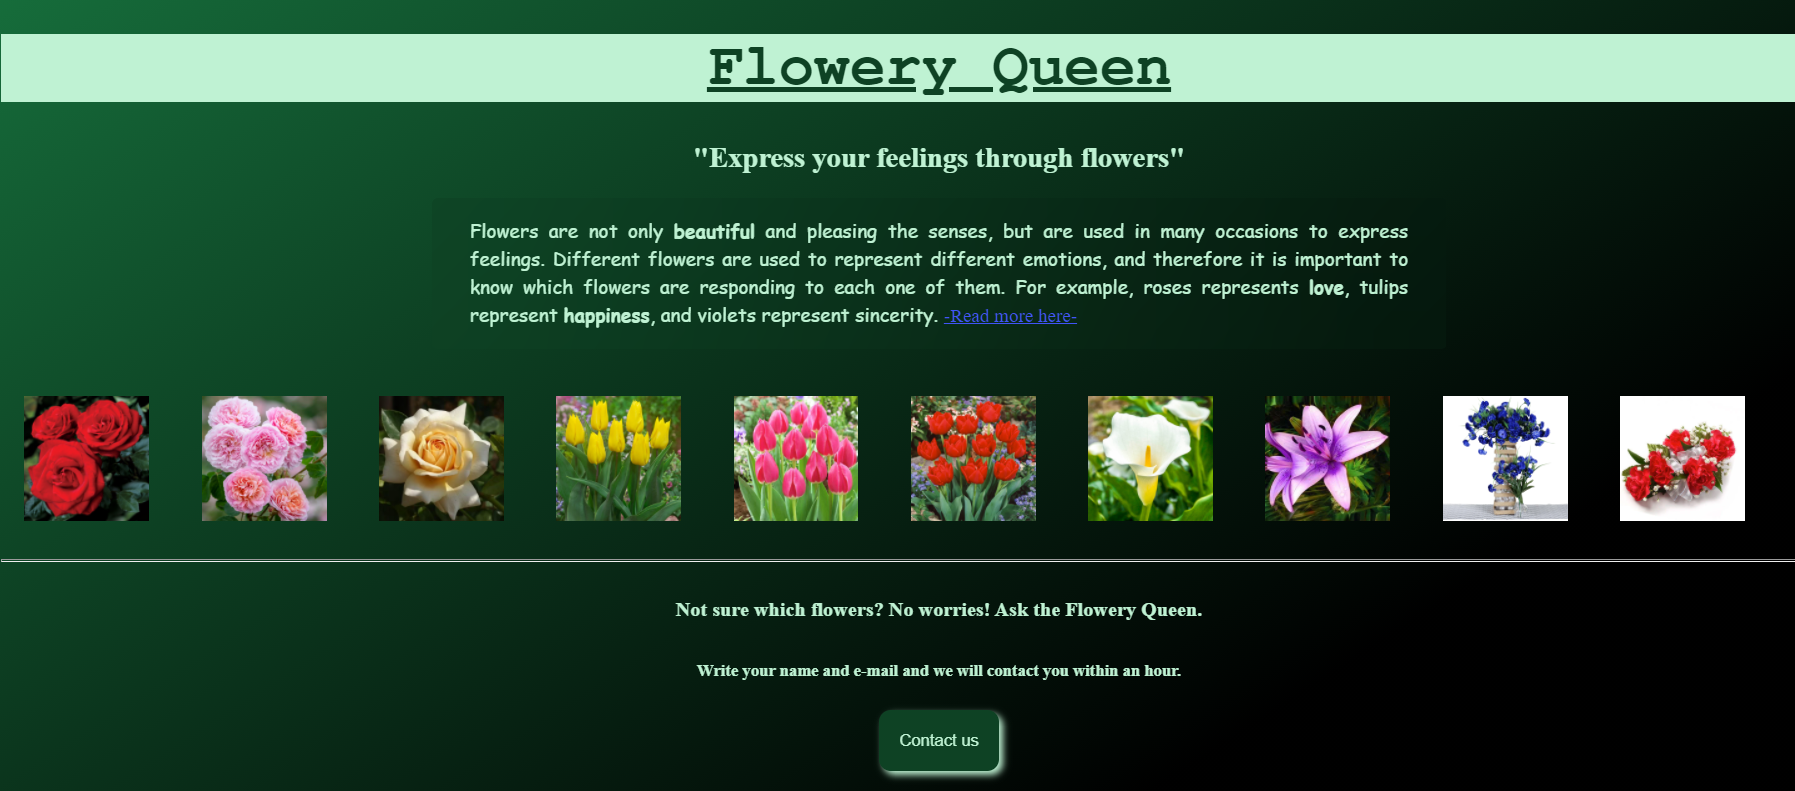 Flowery Queen
"Express your feelings through flowers"
Flowers are not only beautiful and pleasing the senses, but are used in many occasions to express
feelings. Different flowers are used to represent different emotions, and therefore it is important to
know which flowers are responding to each one of them. For example, roses represents love, tulips
represent happiness, and violets represent sincerity. -Read more here-
Not sure which flowers? No worries! Ask the Flowery Queen.
Write your name and e-mail and we will contact you within an hour.
Contact us